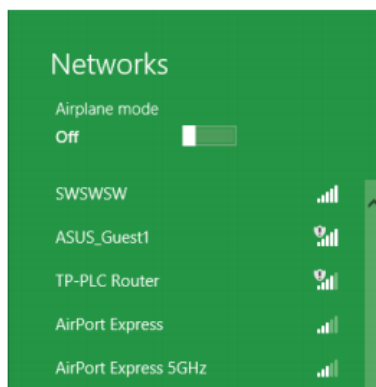 Networks
Airplane mode
Off
SWSWSW
ASUS_Guest1
TP-PLC Router
AirPort Express
AirPort Express 5GHz